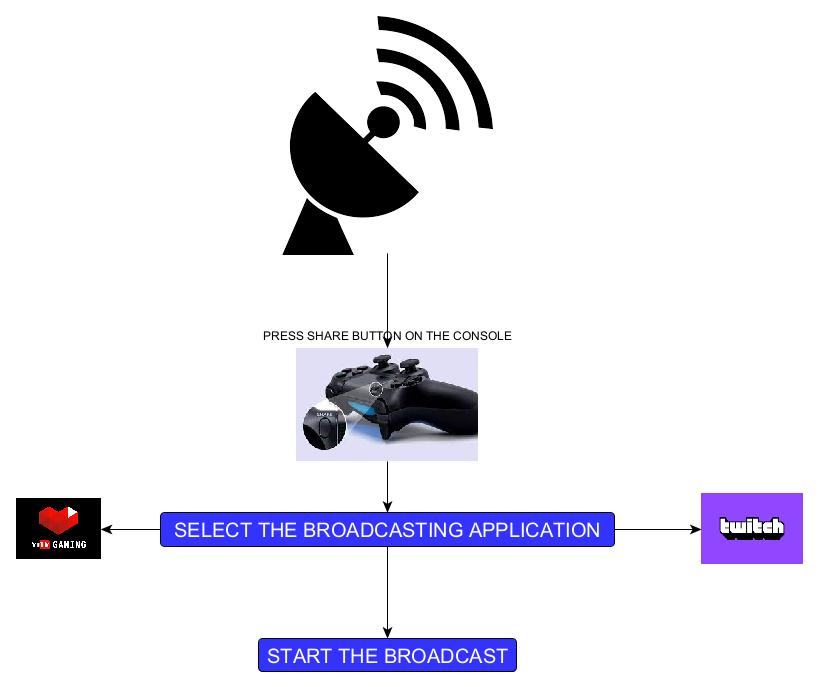 PRESS SHARE BUTTON ON THE CONSOLE
SHARE
SELECT THE BROADCASTING APPLICATION
GAMING
twitch
START THE BROADCAST